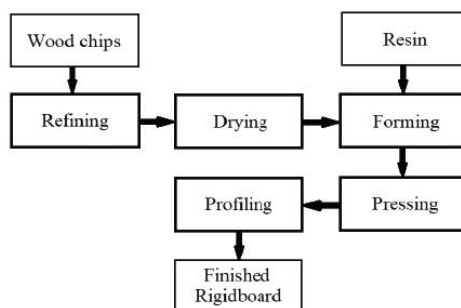 Wood chips
Resin
Refining
Drying
Forming
Profiling
Pressing
Finished
Rigidboard